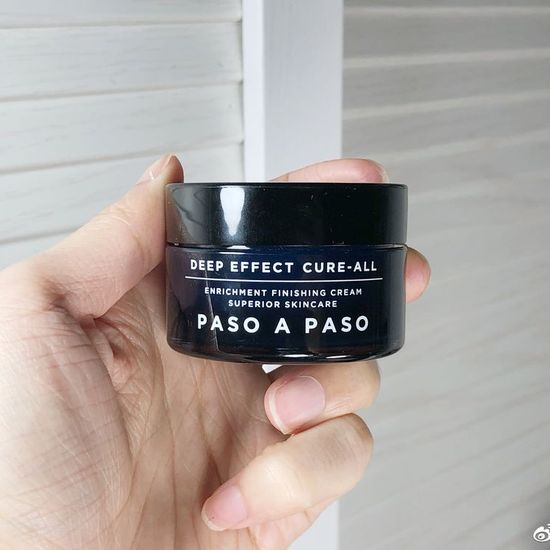 DEEP EFFECT CURE-ALL
ENRICHMENT FINISHING CREAM
SUPERIOR SKINCARE
PASO A PASO